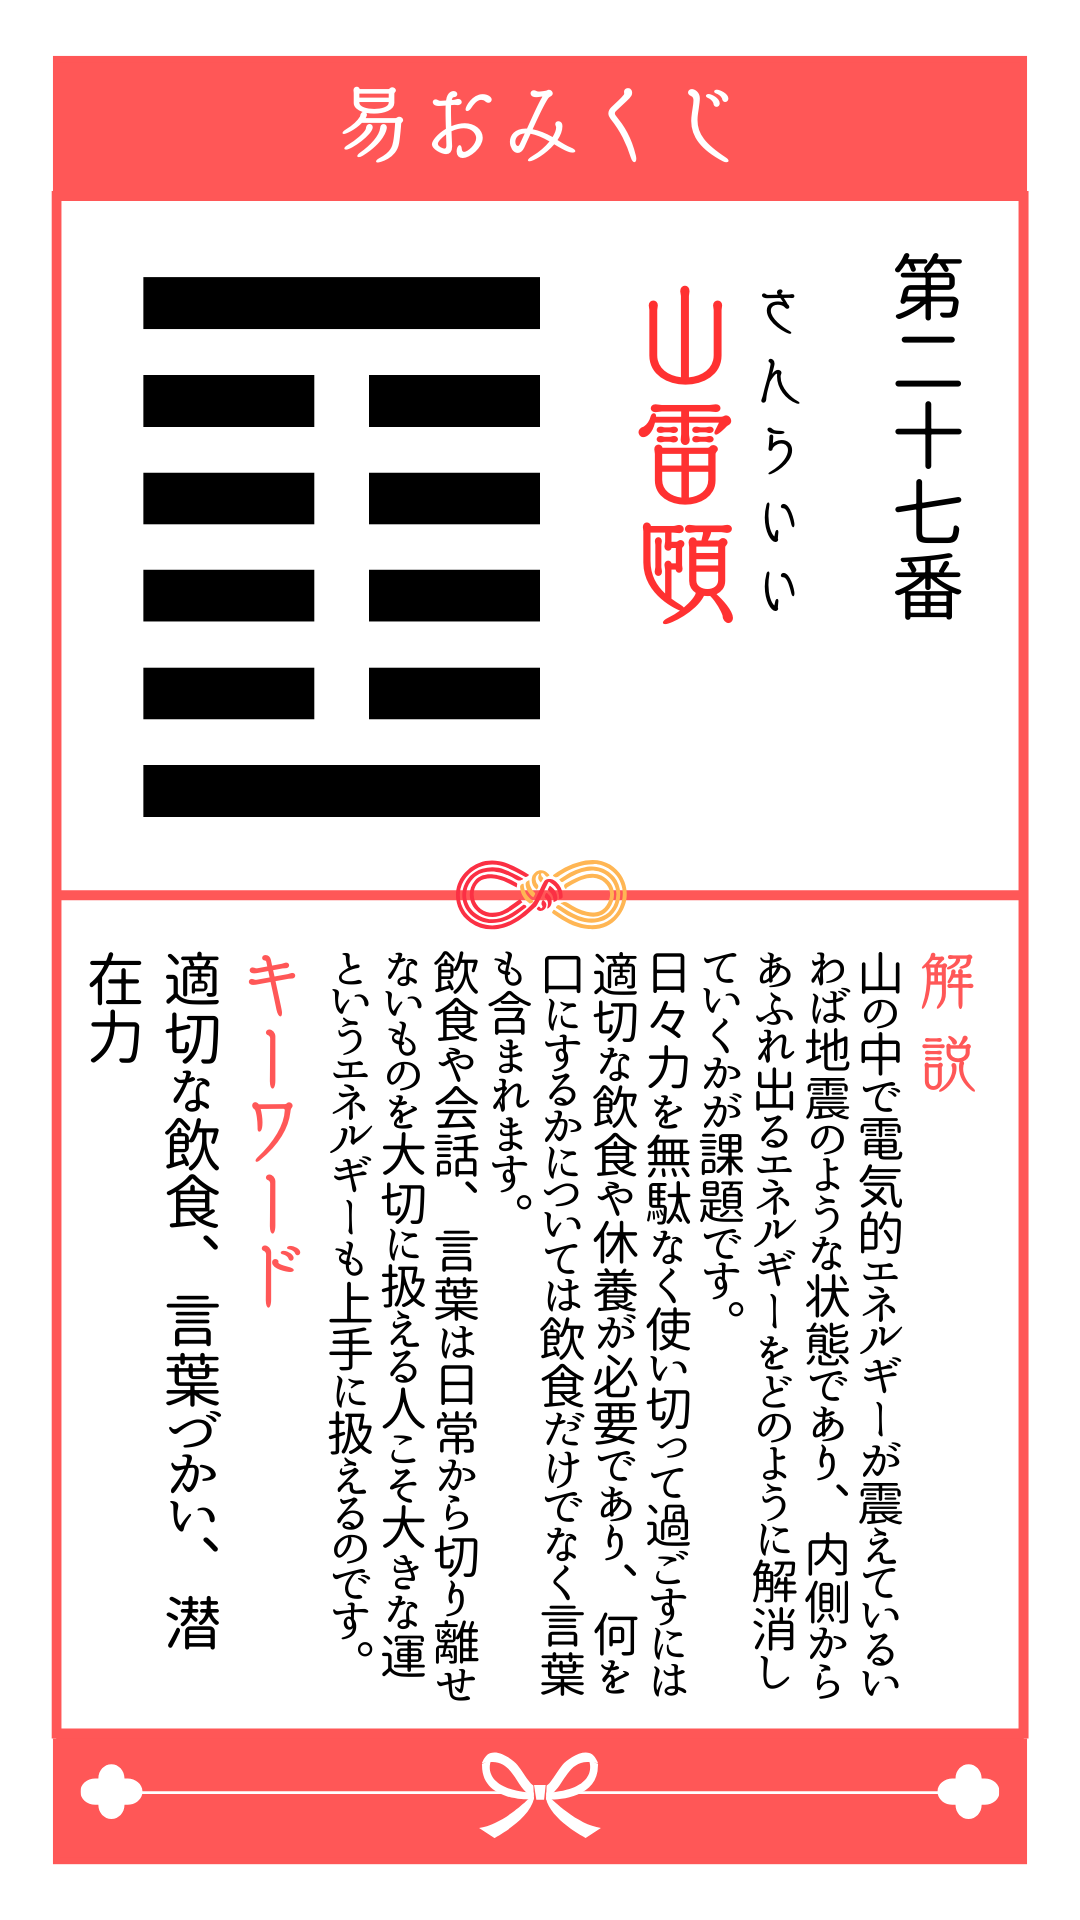 易おみくじ
第二十七番
さんらいい
山雷頤
解説
山の中で電気的エネルギーが震えているい
わば地震のような状態であり、内側から
あふれ出るエネルギーをどのように解消し
ていくかが課題です。
日々力を無駄なく使い切って過ごすには
適切な飲食や休養が必要であり、何を
口にするかについては飲食だけでなく言葉
も含まれます。
飲食や会話、言葉は日常から切り離せ
ないものを大切に扱える人こそ大きな運
というエネルギーも上手に扱えるのです。
キーワード
適切な飲食、言葉づかい、潜
在力